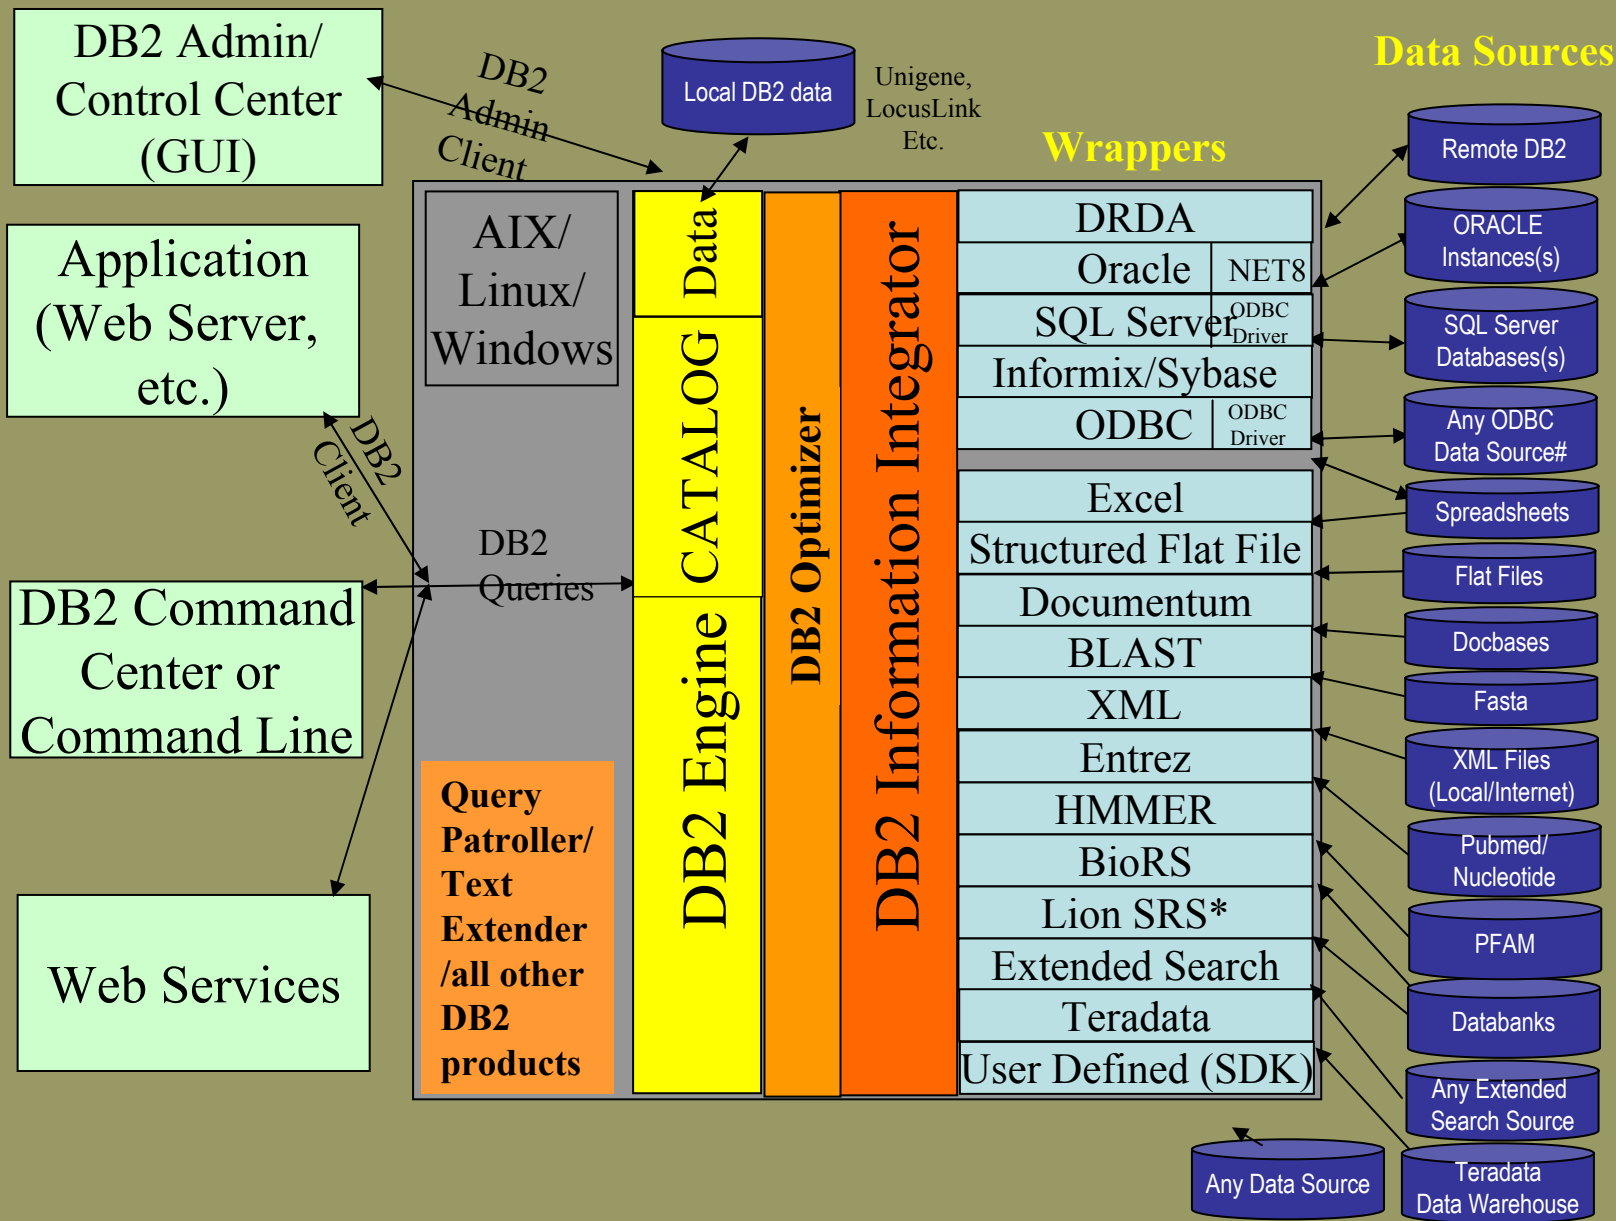 DB2 Admin/
Control Center
(GUI)
Application
(Web Server,
etc.)
DB2 Command
Center or
Command Line
Web Services
DB2
Admin
Client
DB2
Client
DB2
Queries
Local DB2 data
Unigene,
LocusLink
Etc.
AIX/
Linux/
Windows
Query
Patroller/
Text
Extender
/all other
DB2
products
Data
CATALOG
DB2 Engine
DB2 Optimizer
DB2 Information Integrator
Wrappers
DRDA
Oracle NET8
SQL Server ODBC
Driver
Informix/Sybase
ODBC ODBC
Driver
Excel
Structured Flat File
Documentum
BLAST
XML
Entrez
HMMER
BioRS
Lion SRS*
Extended Search
Teradata
User Defined (SDK)
Data Sources
Remote DB2
ORACLE
Instances(s)
SQL Server
Databases(s)
Any ODBC
Data Source#
Spreadsheets
Flat Files
Docbases
Fasta
XML Files
(Local/Internet)
Pubmed/
Nucleotide
PFAM
Databanks
Any Extended
Search Source
Teradata
Data Warehouse
Any Data Source